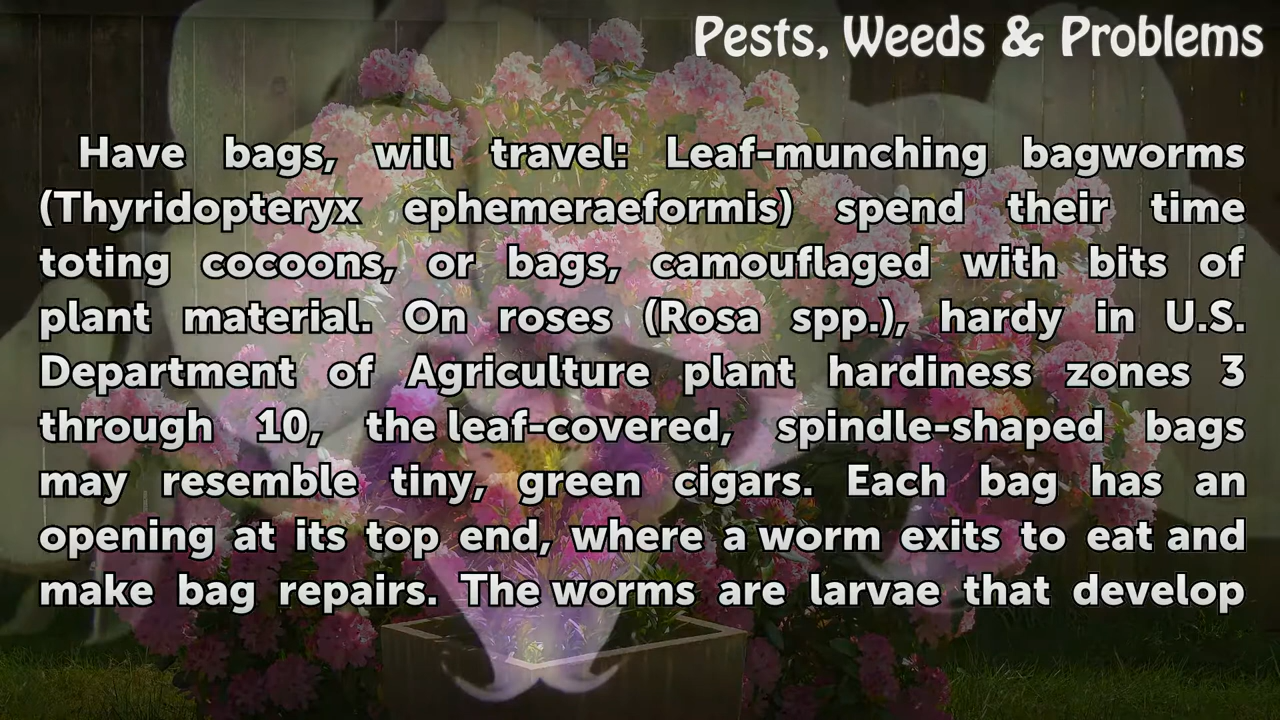 Pests, Weeds & Problems
Have bags, will travel: Leaf-munching bagworms
(Thyridopteryx ephemeraeformis) spend their time
toting cocoons, or bags, camouflaged with bits of
plant material. On roses (Rosa spp.), hardy in U.S.
Department of Agriculture plant hardiness zones 3
through 10, the leaf-covered, spindle-shaped bags
may resemble tiny, green cigars. Each bag has an
opening at its top end, where a worm exits to eat and
make bag repairs. The worms are larvae that develop